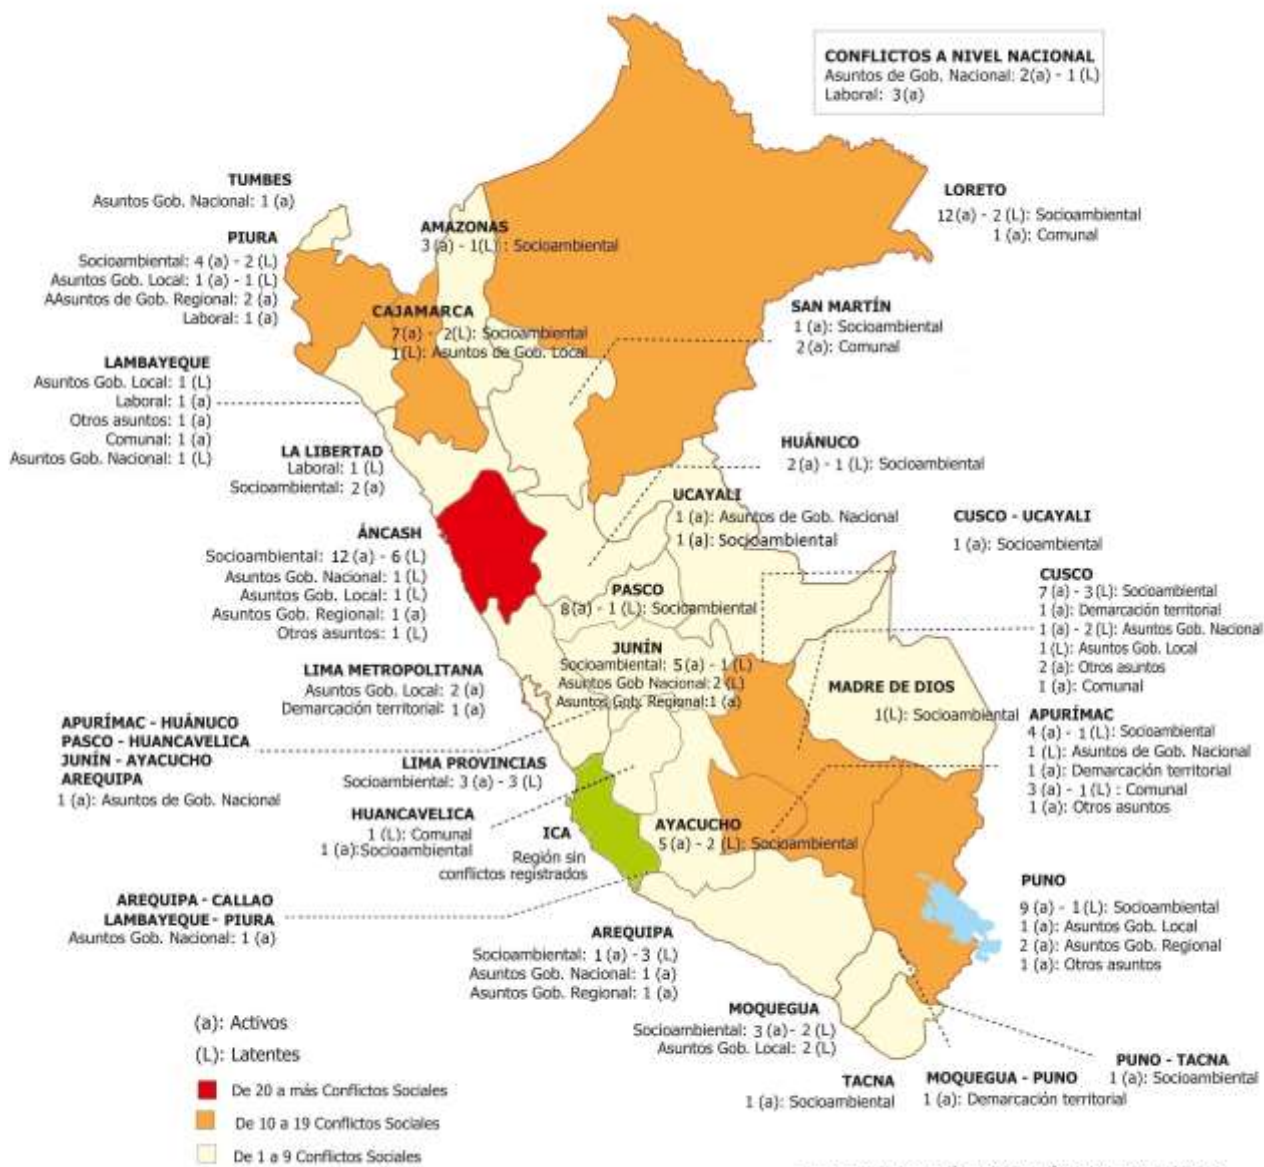 CONFLICTOS A NIVEL NACIONAL
Asuntos de Gob. Nacional: 2(a) - 1 (L)
Laboral: 3(a)
TUMBES
Asuntos Gob. Nacional: 1 (a)
PIURA
Socioambiental: 4 (a) - 2 (L)
Asuntos Gob. Local: 1 (a) - 1 (L)
AAsuntos de Gob. Regional: 2 (a)
Laboral: 1 (a)
AMAZONAS
3 (a) - 1(L) : Socioambiental
LORETO
12(a) - 2 (L): Socioambiental
1 (a): Comunal
CAJAMARCA
7(a) - 2(L): Socioambiental
1(L): Asuntos de Gob. Local
SAN MARTÍN
1 (a): Socioambiental
2(a): Comunal
LAMBAYEQUE
Asuntos Gob. Local: 1 (L)
Laboral: 1 (a)
Otros asuntos: 1 (a)
Comunal: 1 (a)
Asuntos Gob. Nacional: 1 (L)
LA LIBERTAD
Laboral: 1 (L)
Socioambiental: 2 (a)
HUÁNUCO
2(a) - 1 (L): Socioambiental
UCAYALI
1 (a): Asuntos de Gob. Nacional
1 (a): Socioambiental
CUSCO - UCAYALI
1 (a): Socioambiental
ÁNCASH
Socioambiental: 12 (a) - 6 (L)
Asuntos Gob. Nacional: 1 (L)
Asuntos Gob. Local: 1 (L)
Asuntos Gob. Regional: 1 (a)
Otros asuntos: 1 (L)
PASCO
8(a) - 1 (L): Socioambiental
CUSCO
7(a) - 3(L): Socioambiental
1(a): Demarcación territorial
1(a) - 2(L): Asuntos Gob. Nacional
1(L): Asuntos Gob. Local
2 (a): Otros asuntos
1 (a): Comunal
JUNÍN
Socioambiental: 5(a) - 1(L)
Asuntos Gob Nacional: 2(L)
Asuntos Gob. Regional:1(a)
LIMA METROPOLITANA
Asuntos Gob. Local: 2 (a)
Demarcación territorial: 1 (a)
MADRE DE DIOS
1(L): Socioambiental
APURÍMAC - HUÁNUCO
PASCO - HUANCAVELICA
JUNÍN - AYACUCHO
AREQUIPA
1 (a): Asuntos de Gob. Nacional
APURÍMAC
4(a) - 1(L): Socioambiental
1 (L): Asuntos de Gob. Nacional
1 (a): Demarcación territorial
3 (a) - 1(L) : Comunal
1 (a): Otros asuntos
LIMA PROVINCIAS
Socioambiental: 3 (a) - 3 (L)
HUANCAVELICA
1 (L): Comunal
1 (a):Socioambiental
ICA
Región sin
conflictos registrados
AYACUCHO
5(a) - 2 (L): Socioambiental
AREQUIPA - CALLAO
LAMBAYEQUE - PIURA
Asuntos Gob. Nacional: 1 (a)
PUNO
9(a) - 1(L): Socioambiental
1 (a): Asuntos Gob. Local
2 (a): Asuntos Gob. Regional
1 (a): Otros asuntos
AREQUIPA
Socioambiental: 1 (a) - 3 (L)
Asuntos Gob. Nacional: 1 (a)
Asuntos Gob. Regional: 1 (a)
MOQUEGUA
Socioambiental: 3 (a) - 2 (L)
Asuntos Gob. Local: 2 (L)
TACNA
1 (a): Socioambiental
MOQUEGUA - PUNO
1 (a): Demarcación territorial
PUNO - TACNA
1 (a): Socioambiental
(a): Activos
(L): Latentes
De 20 a más Conflictos Sociales
De 10 a 19 Conflictos Sociales
De 1 a 9 Conflictos Sociales